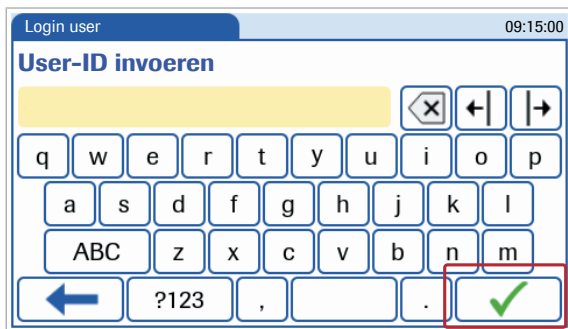 Login user 09:15:00
User-ID invoeren
q w e r t y u i o p
a s d f g h j k l
ABC z x c v b n m
?123 , .